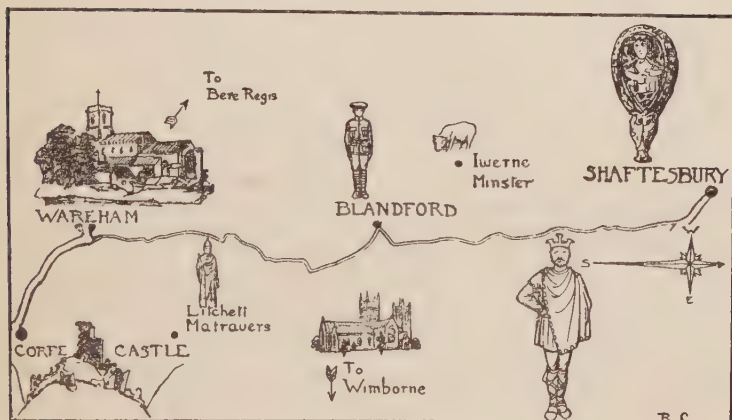 To
Bere Regis
Iwerne
Minster
SHAFTESBURY
WAREHAM
BLANDFORD
W
S
E
Litchett
Matravers
CORFE CASTLE
To
Wimborne
B.C.